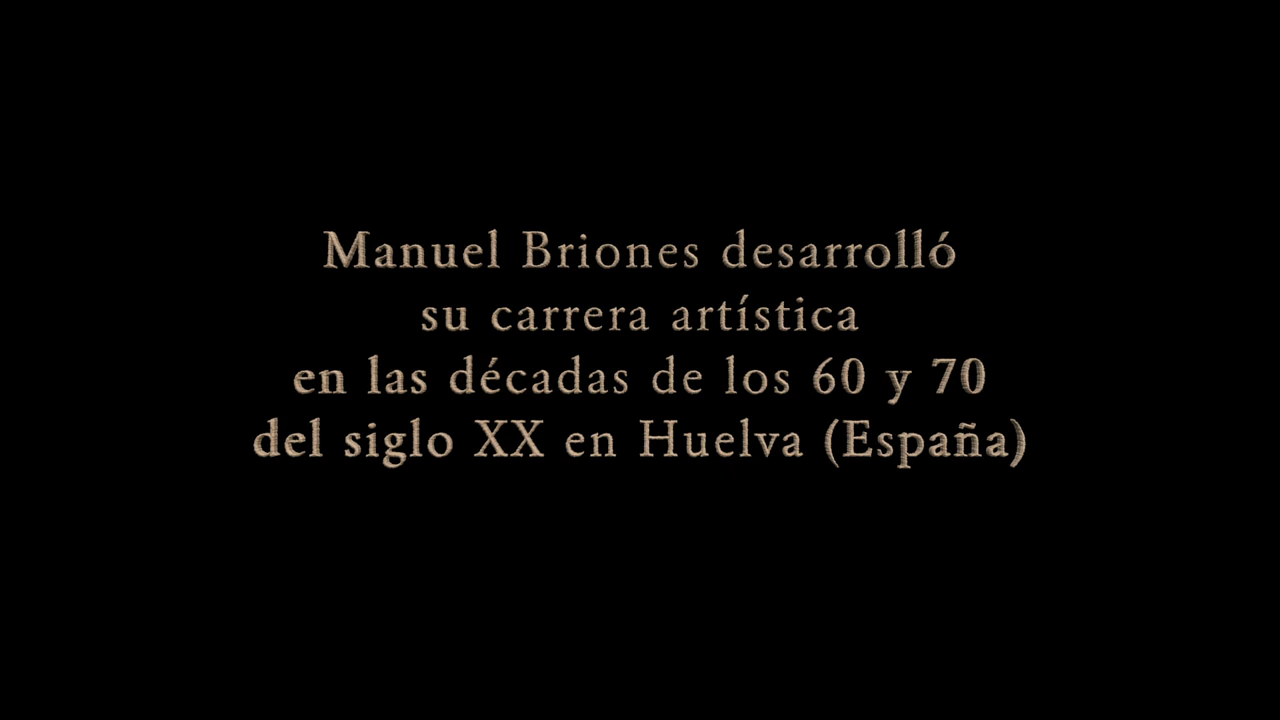 Manuel Briones desarrolló
su carrera artística
en las décadas de los 60 y 70
del siglo XX en Huelva (España)